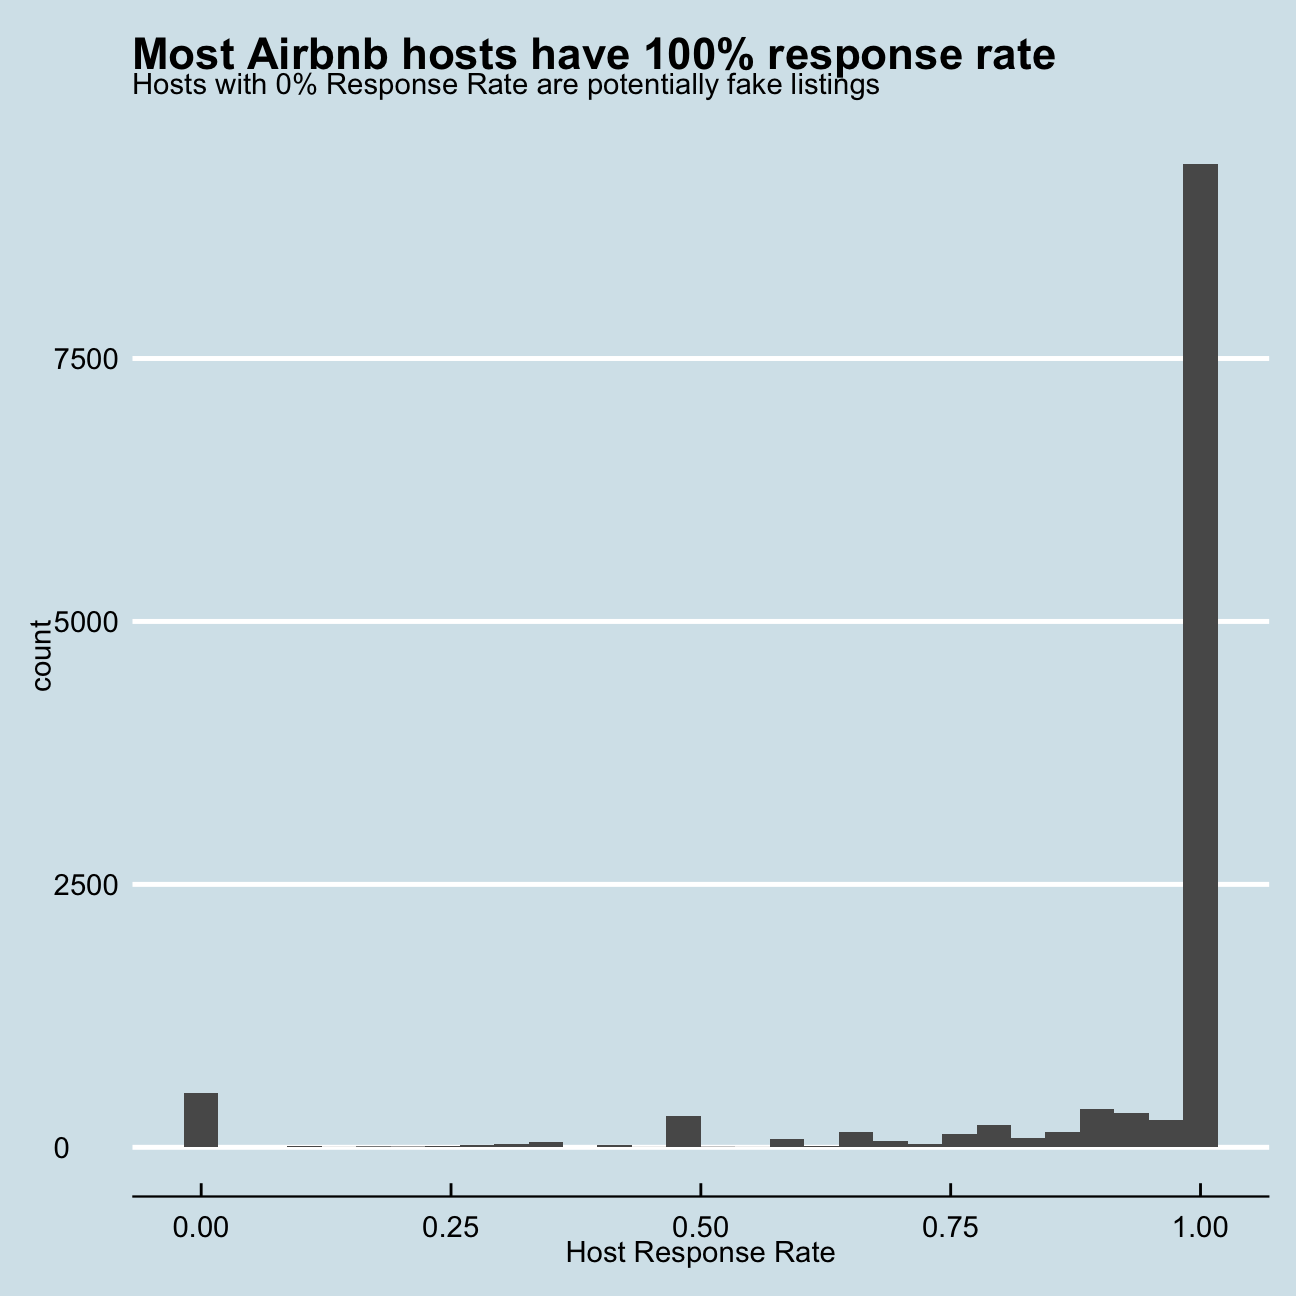 Most Airbnb hosts have 100% response rate
Hosts with 0% Response Rate are potentially fake listings
7500
5000
count
2500
0
0.00 0.25 0.50 0.75 1.00
Host Response Rate